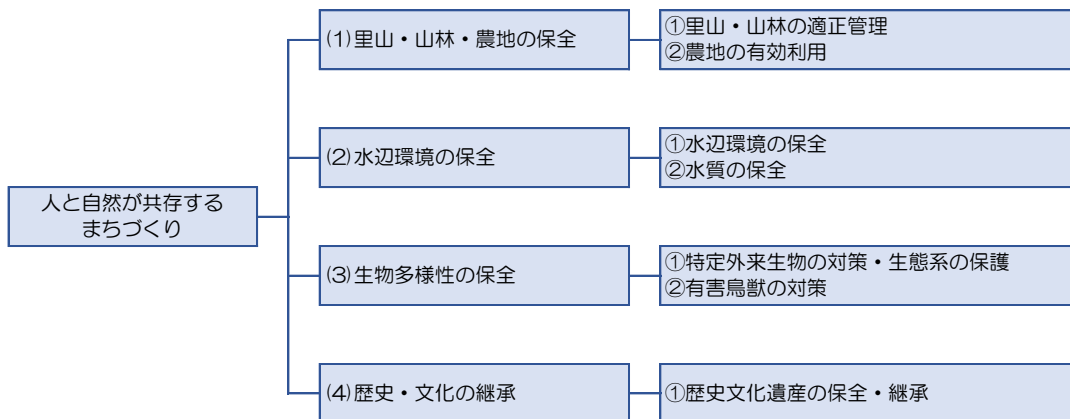 人と自然が共存する
まちづくり
(1)里山・山林・農地の保全
①里山・山林の適正管理
②農地の有効利用
(2)水辺環境の保全
①水辺環境の保全
②水質の保全
(3)生物多様性の保全
①特定外来生物の対策・生態系の保護
②有害鳥獣の対策
(4)歴史・文化の継承
①歴史文化遺産の保全・継承